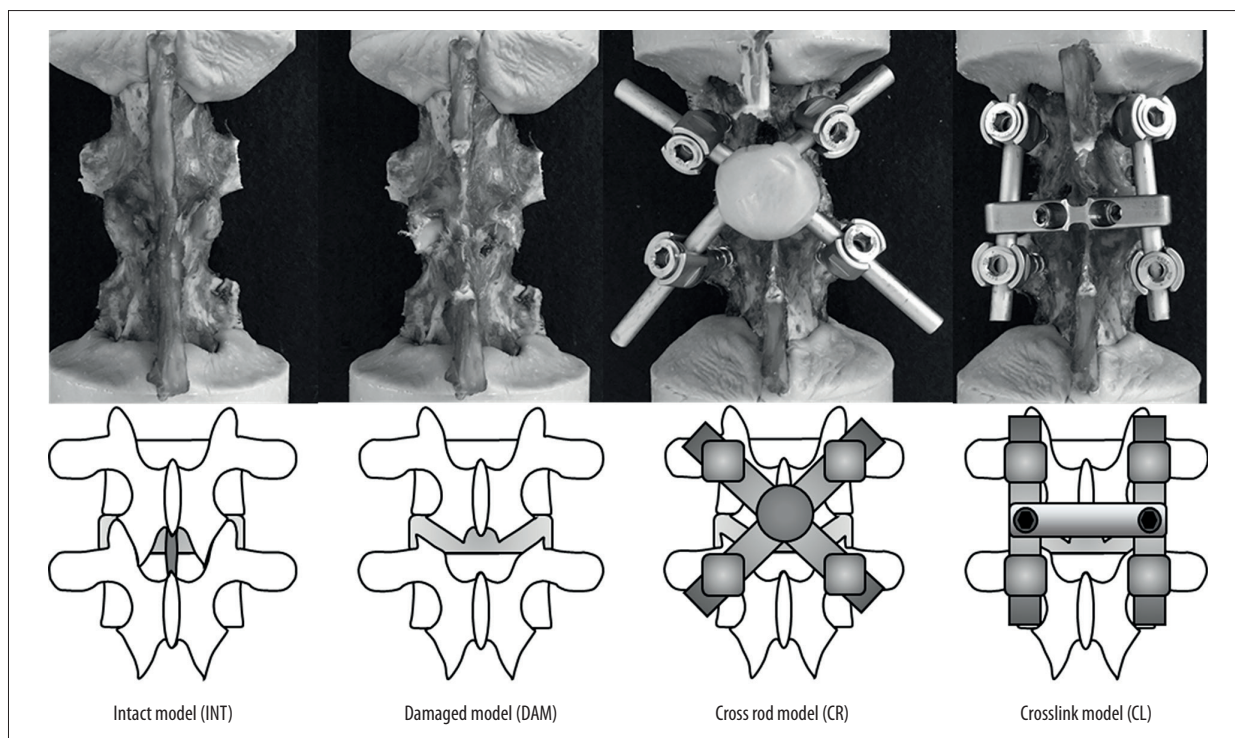 Intact model (INT)
Damaged model (DAM)
Cross rod model (CR)
Crosslink model (CL)